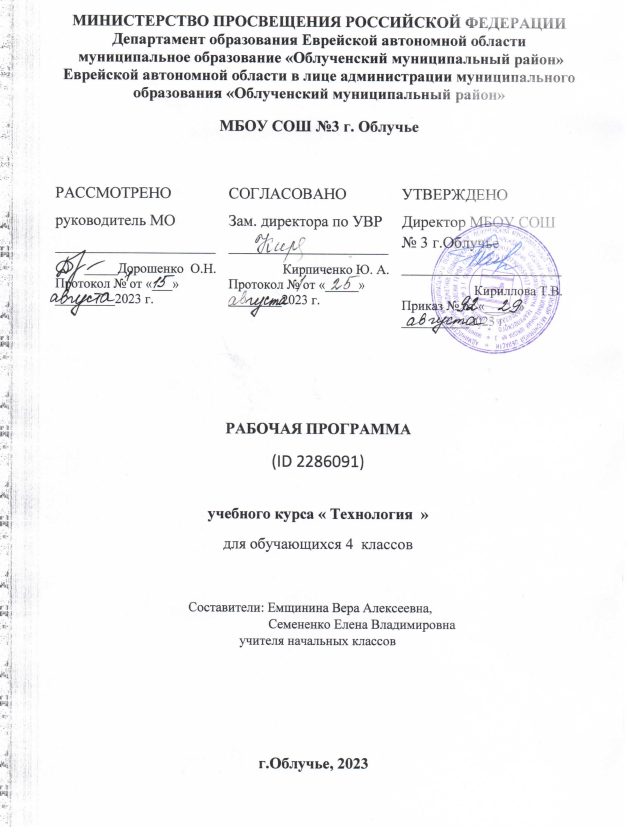 МИНИСТЕРСТВО ПРОСВЕЩЕНИЯ РОССИЙСКОЙ ФЕДЕРАЦИИ
Департамент образования Еврейской автономной области
муниципальное образование «Облученский муниципальный район»
Еврейской автономной области в лице администрации муниципального
образования «Облученский муниципальный район»
МБОУ СОШ №3 г. Облучье
РАССМОТРЕНО
руководитель МО
Дорошенко О.Н.
Протокол № от «15»
августа 2023 г.
СОГЛАСОВАНО
Зам. директора по УВР
Кирпиченко Ю. А.
Протокол № от « 25 »
августа 2023 г.
УТВЕРЖДЕНО
Директор МБОУ СОШ
№ 3 г.Облучье
Кириллова Т.В.
Приказ № 92 « 29»
августа 2023 г.
РАБОЧАЯ ПРОГРАММА
(ID 2286091)
учебного курса « Технология »
для обучающихся 4 классов
Составители: Емщинина Вера Алексеевна,
Семененко Елена Владимировна
учителя начальных классов
г.Облучье, 2023